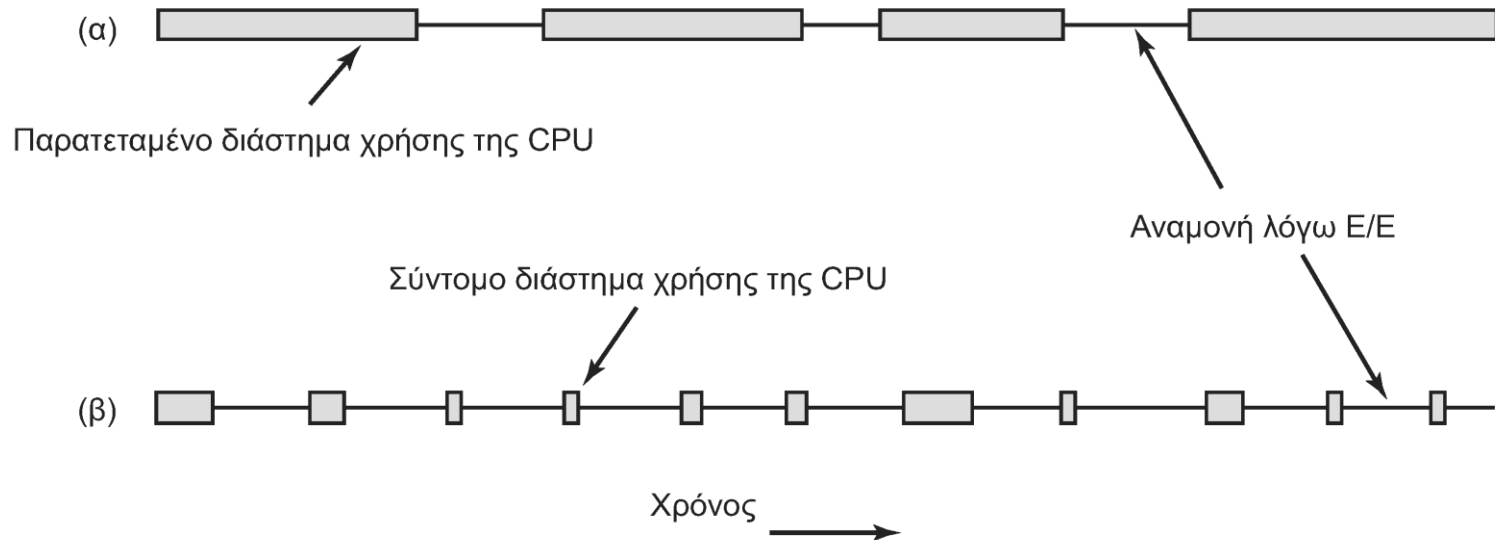 (α)
Παρατεταμένο διάστημα χρήσης της CPU
Αναμονή λόγω Ε/Ε
Σύντομο διάστημα χρήσης της CPU
(β)
Χρόνος